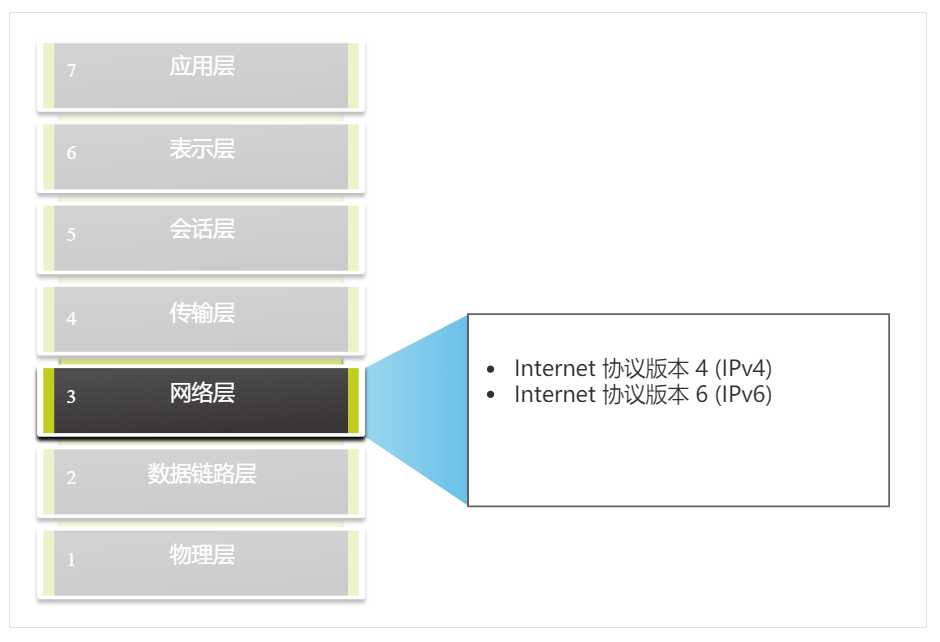 7 应用层
6 表示层
5 会话层
4 传输层
3 网络层
• Internet 协议版本 4 (IPv4)
• Internet 协议版本 6 (IPv6)
2 数据链路层
1 物理层